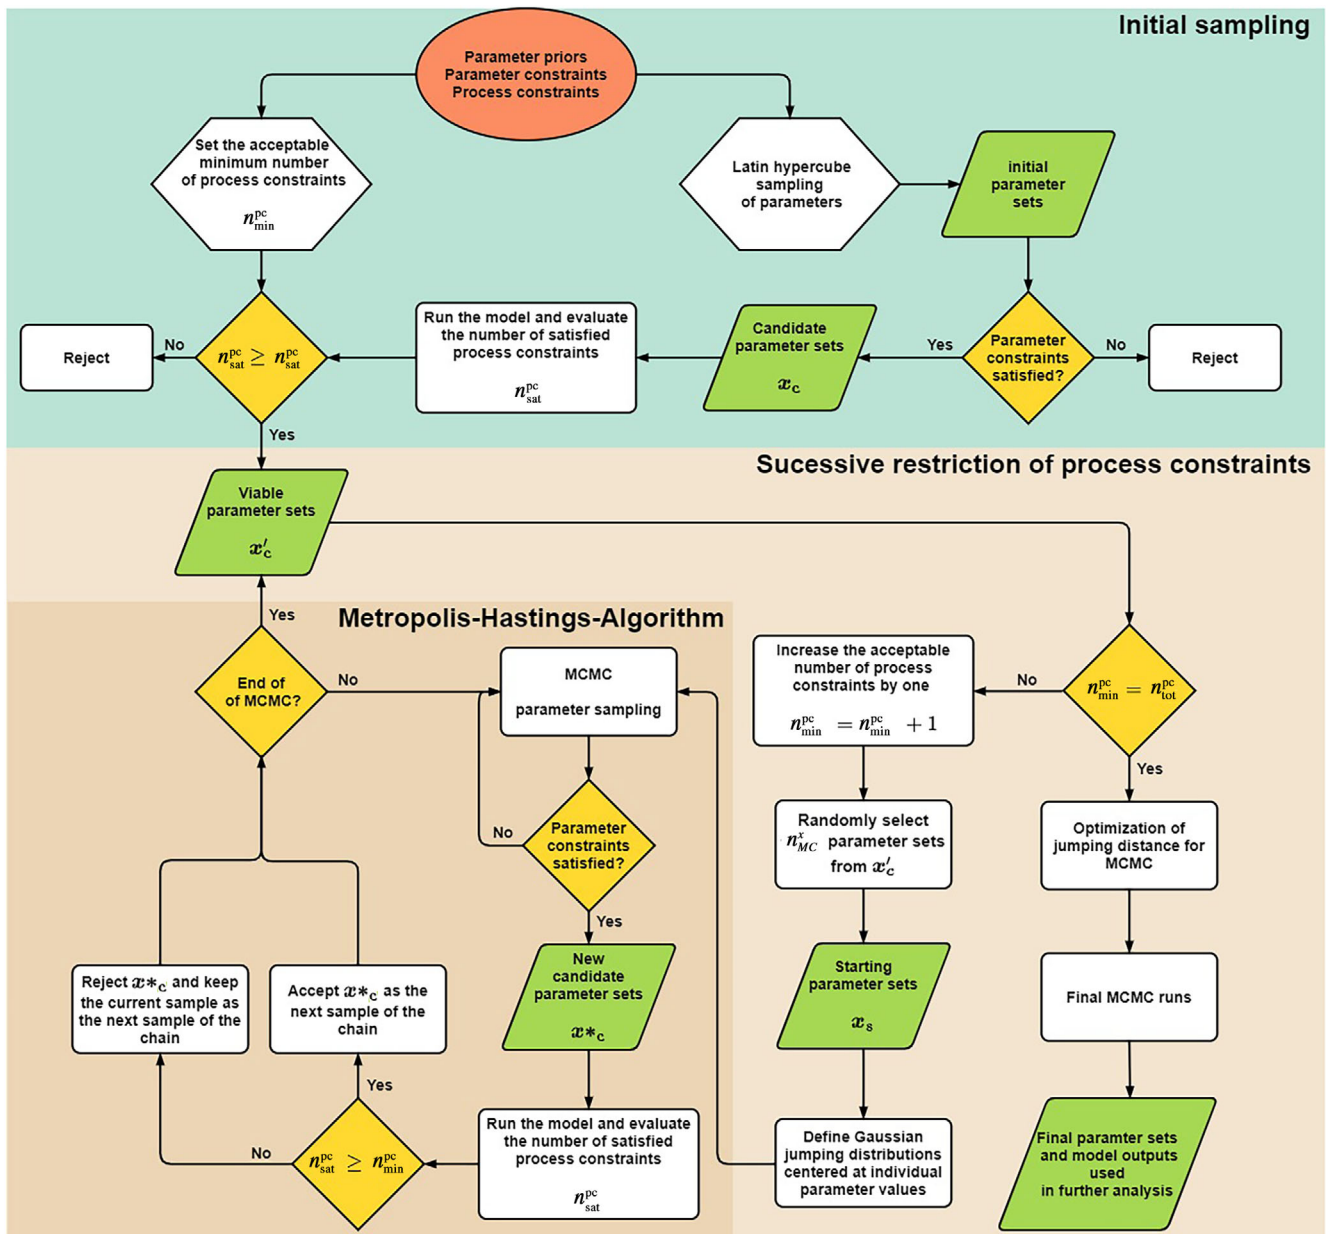 Initial sampling
Parameter priors
Parameter constraints
Process constraints
Set the acceptable
minimum number
of process constraints
n_min^pc
Latin hypercube
sampling
of parameters
initial
parameter
sets
Reject
No
n_sat^pc ≥ n_sat^pc
Run the model and evaluate
the number of satisfied
process constraints
n_sat^pc
Candidate
parameter sets
x_c
Yes
Parameter
constraints
satisfied?
No
Reject
Yes
Sucessive restriction of process constraints
Viable
parameter sets
x_c′
Yes
Metropolis-Hastings-Algorithm
End of
of MCMC?
No
MCMC
parameter sampling
No
Parameter
constraints
satisfied?
Yes
New
candidate
parameter sets
x*_c
Reject x*_c and keep
the current sample as
the next sample of the
chain
Accept x*_c as the
next sample of the
chain
Yes
No
n_sat^pc ≥ n_min^pc
Run the model and evaluate
the number of satisfied
process constraints
n_sat^pc
Increase the acceptable
number of process
constraints by one
n_min^pc = n_min^pc + 1
No
n_min^pc = n_tot^pc
Yes
Randomly select
n_MC^x parameter sets
from x_c′
Starting
parameter sets
x_s
Define Gaussian
jumping distributions
centered at individual
parameter values
Optimization of
jumping distance for
MCMC
Final MCMC runs
Final paramter sets
and model outputs
used
in further analysis